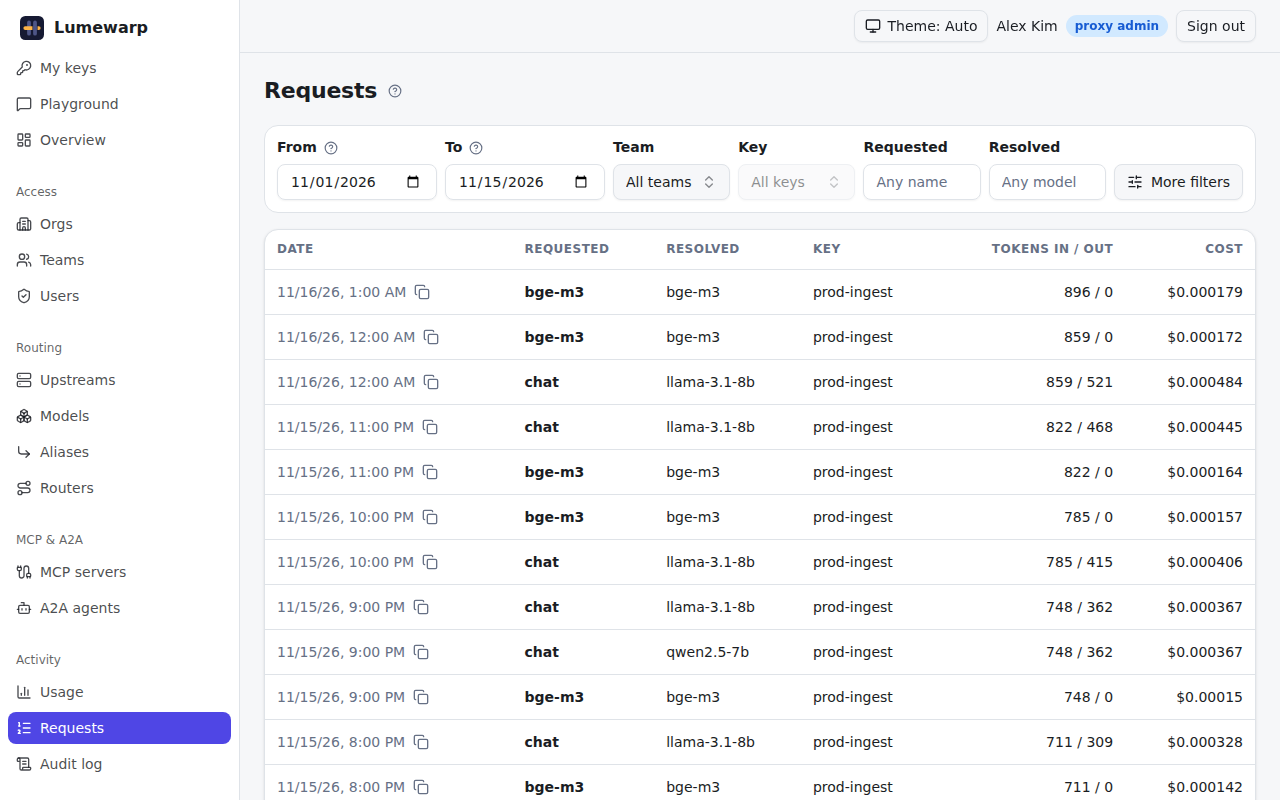 Lumewarp
Theme: Auto
Alex Kim
proxy admin
Sign out
My keys
Playground
Overview
Access
Orgs
Teams
Users
Routing
Upstreams
Models
Aliases
Routers
MCP & A2A
MCP servers
A2A agents
Activity
Usage
Requests
Audit log
Requests
From To Team Key Requested Resolved
11/01/2026 11/15/2026 All teams All keys Any name Any model More filters
DATE REQUESTED RESOLVED KEY TOKENS IN / OUT COST
11/16/26, 1:00 AM bge-m3 bge-m3 prod-ingest 896 / 0 $0.000179
11/16/26, 12:00 AM bge-m3 bge-m3 prod-ingest 859 / 0 $0.000172
11/16/26, 12:00 AM chat llama-3.1-8b prod-ingest 859 / 521 $0.000484
11/15/26, 11:00 PM chat llama-3.1-8b prod-ingest 822 / 468 $0.000445
11/15/26, 11:00 PM bge-m3 bge-m3 prod-ingest 822 / 0 $0.000164
11/15/26, 10:00 PM bge-m3 bge-m3 prod-ingest 785 / 0 $0.000157
11/15/26, 10:00 PM chat llama-3.1-8b prod-ingest 785 / 415 $0.000406
11/15/26, 9:00 PM chat llama-3.1-8b prod-ingest 748 / 362 $0.000367
11/15/26, 9:00 PM chat qwen2.5-7b prod-ingest 748 / 362 $0.000367
11/15/26, 9:00 PM bge-m3 bge-m3 prod-ingest 748 / 0 $0.00015
11/15/26, 8:00 PM chat llama-3.1-8b prod-ingest 711 / 309 $0.000328
11/15/26, 8:00 PM bge-m3 bge-m3 prod-ingest 711 / 0 $0.000142